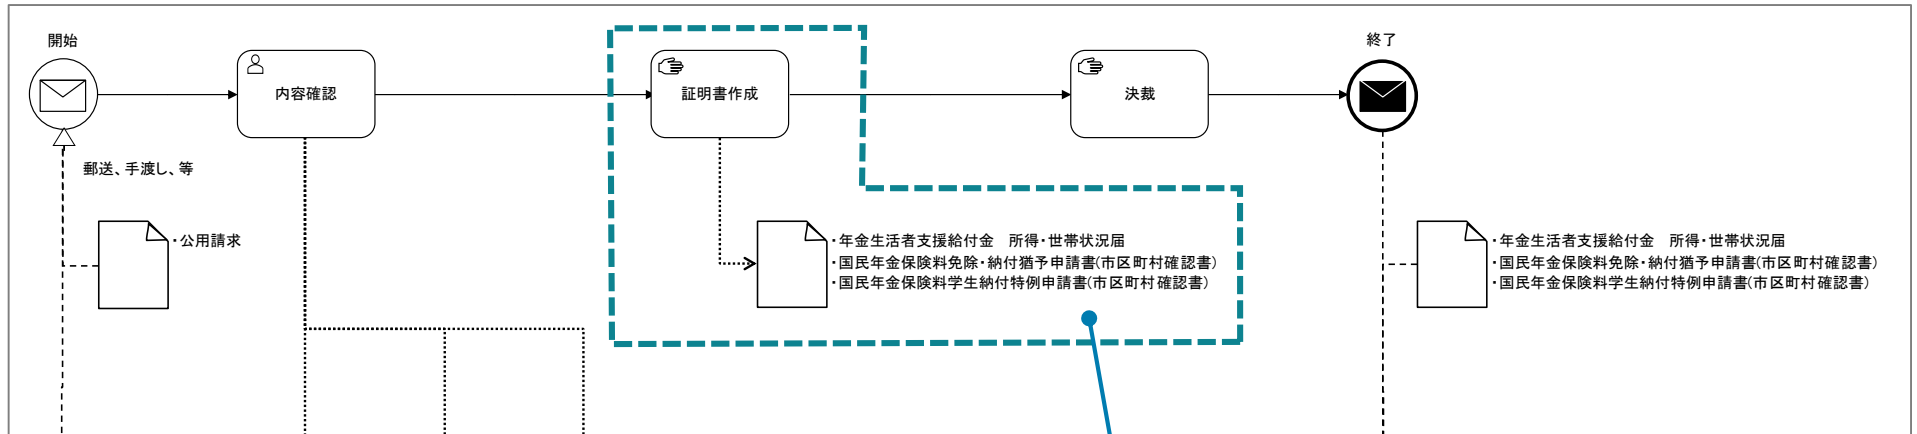 開始
終了
内容確認
証明書作成
決裁
郵送、手渡し、等
・公用請求
・年金生活者支援給付金　所得・世帯状況届
・国民年金保険料免除・納付猶予申請書(市区町村確認書)
・国民年金保険料学生納付特例申請書(市区町村確認書)
・年金生活者支援給付金　所得・世帯状況届
・国民年金保険料免除・納付猶予申請書(市区町村確認書)
・国民年金保険料学生納付特例申請書(市区町村確認書)